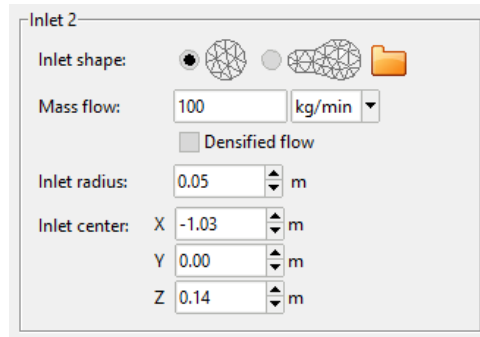 Inlet 2
Inlet shape:
Mass flow: 100 kg/min
Densified flow
Inlet radius: 0.05 m
Inlet center: X -1.03 m
Y 0.00 m
Z 0.14 m